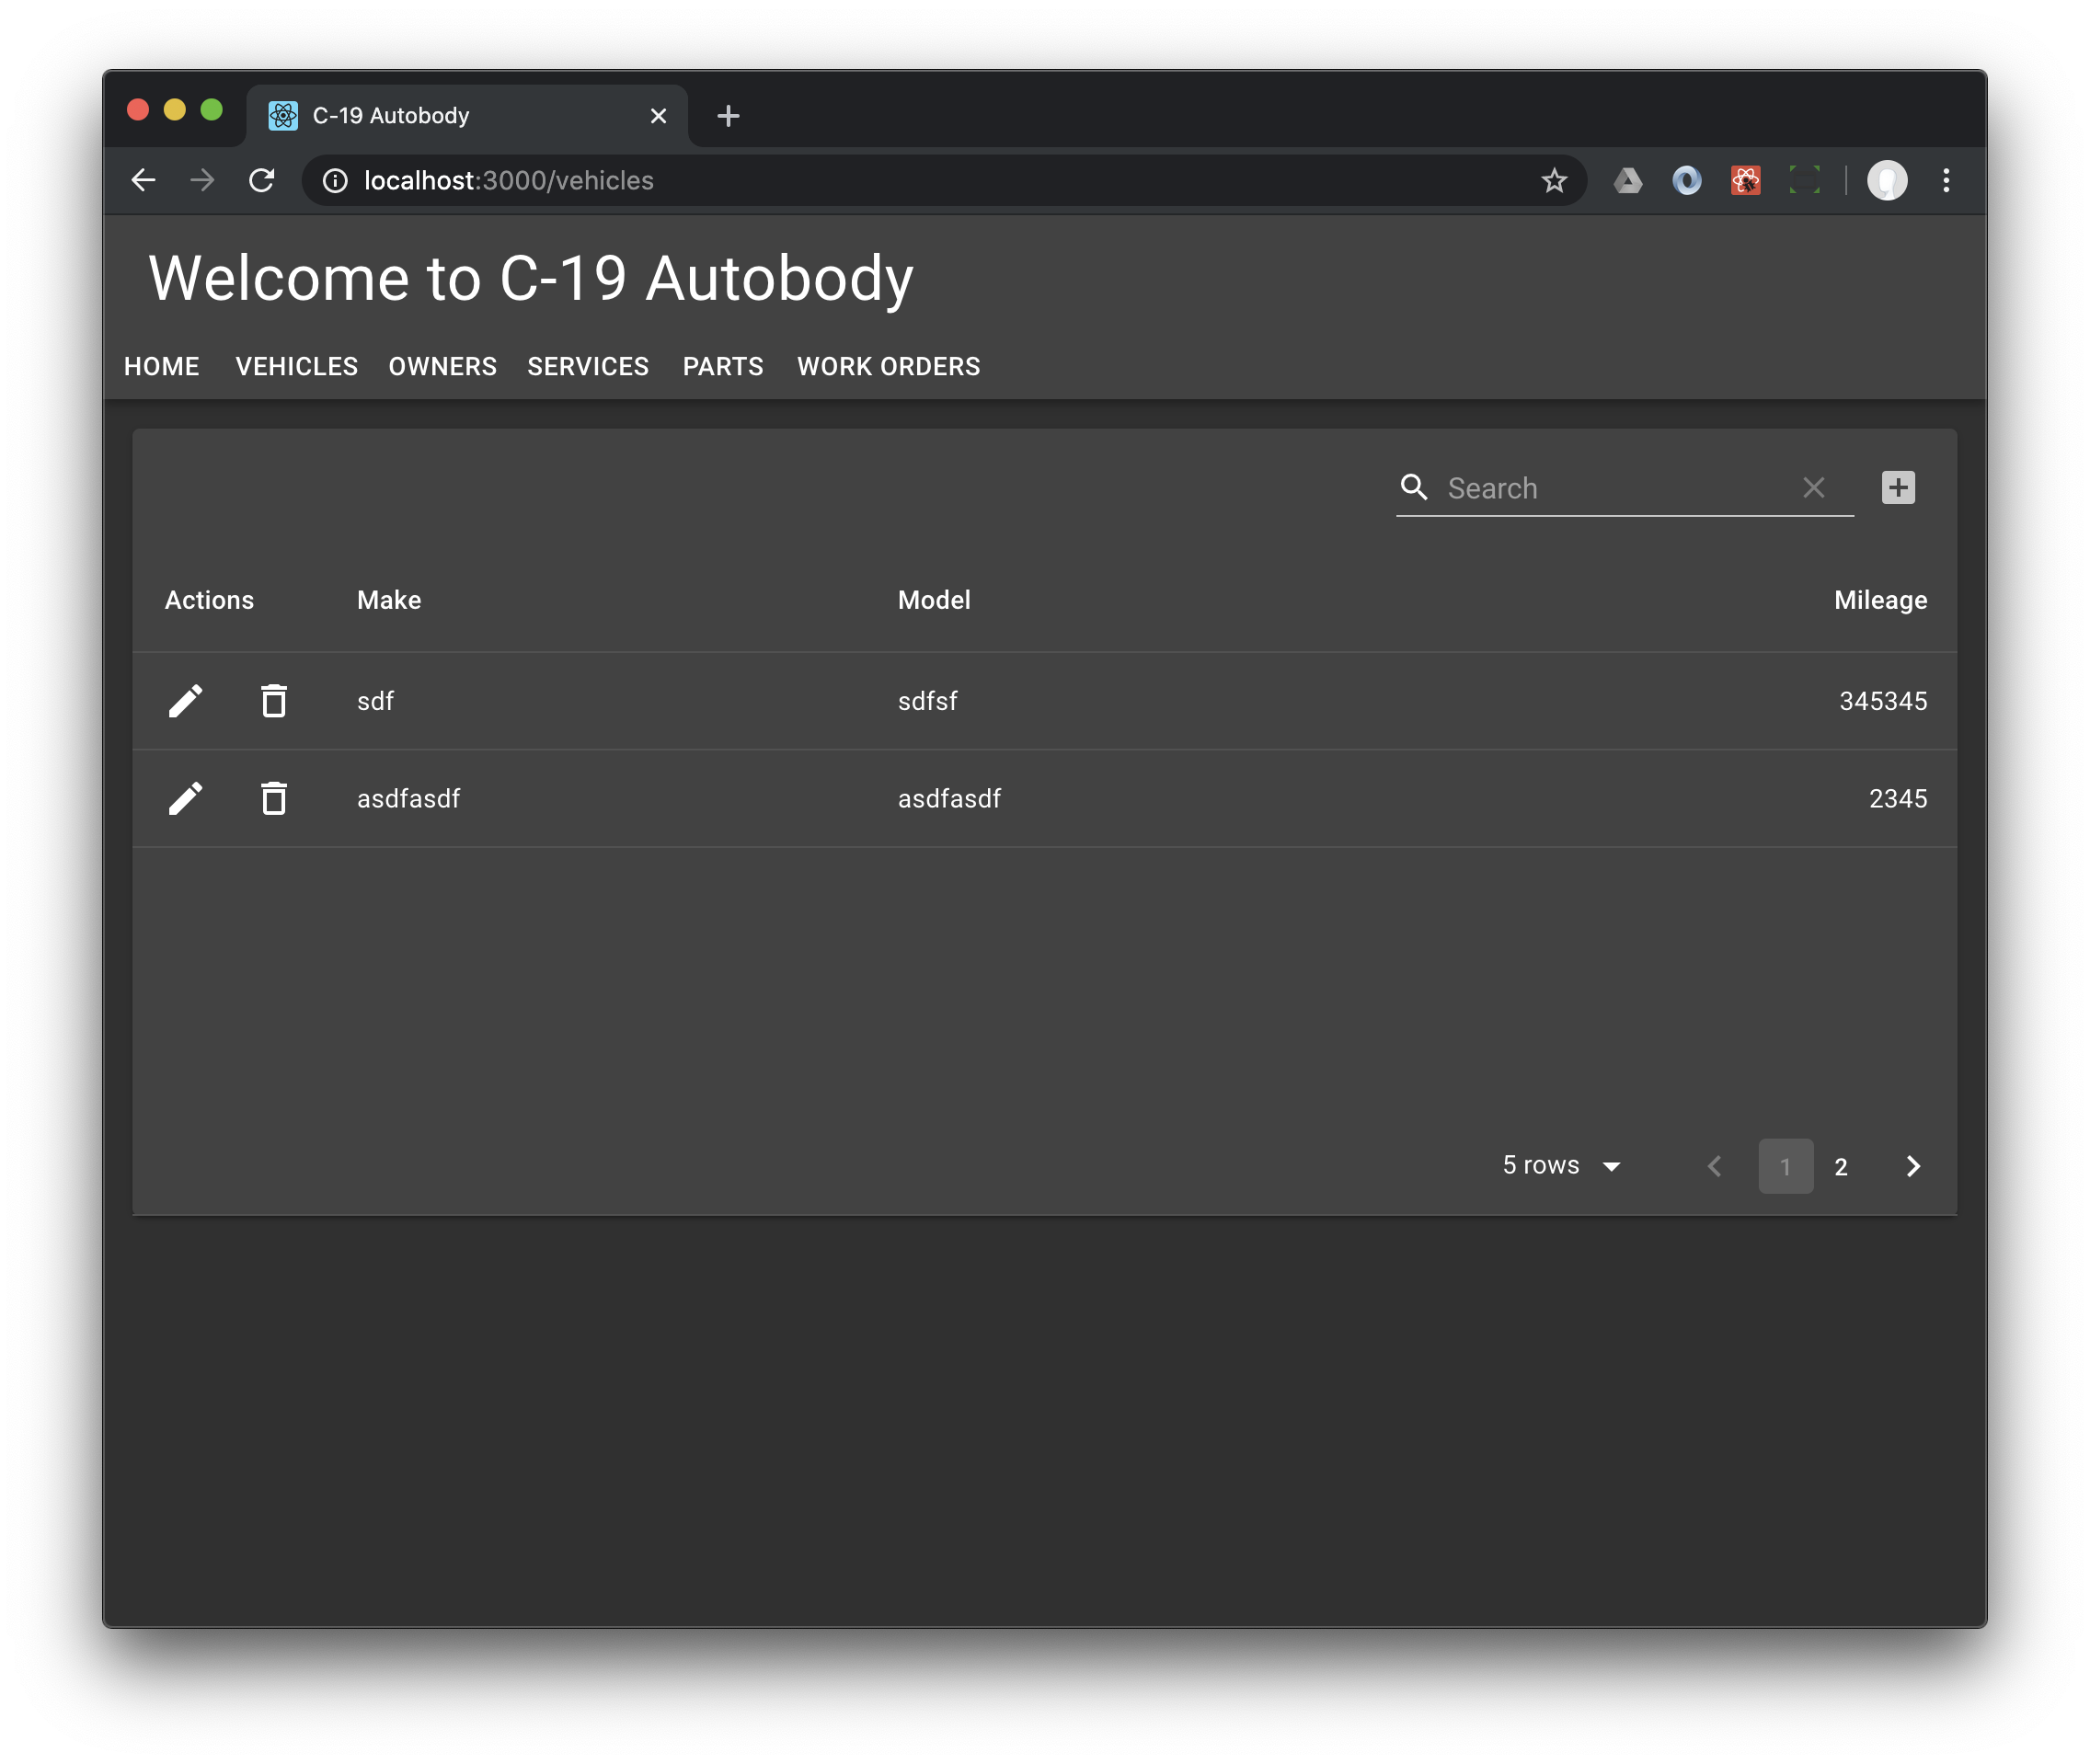 C-19 Autobody
localhost:3000/vehicles
Welcome to C-19 Autobody
HOME VEHICLES OWNERS SERVICES PARTS WORK ORDERS
Search
Actions Make Model Mileage
sdf sdfsf 345345
asdfasdf asdfasdf 2345
5 rows 1 2